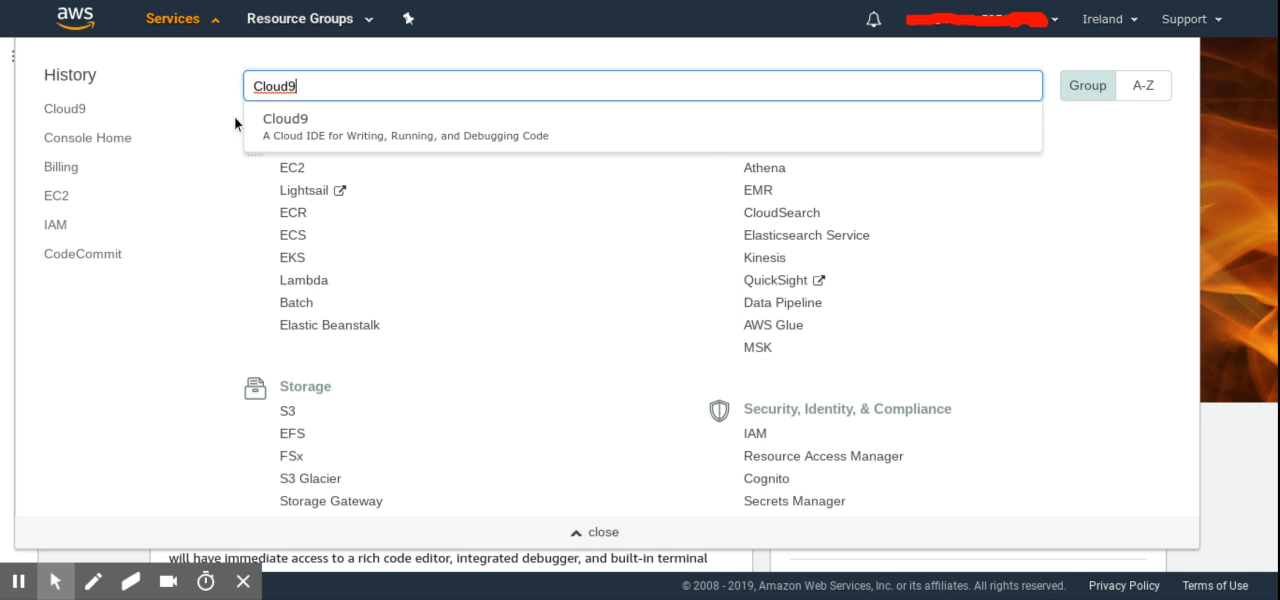 aws Services Resource Groups Ireland Support
History
Cloud9
Console Home
Billing
EC2
IAM
CodeCommit
Cloud9
Group A-Z
Cloud9
A Cloud IDE for Writing, Running, and Debugging Code
EC2
Lightsail
ECR
ECS
EKS
Lambda
Batch
Elastic Beanstalk
Storage
S3
EFS
FSx
S3 Glacier
Storage Gateway
Athena
EMR
CloudSearch
Elasticsearch Service
Kinesis
QuickSight
Data Pipeline
AWS Glue
MSK
Security, Identity, & Compliance
IAM
Resource Access Manager
Cognito
Secrets Manager
close
will have immediate access to a rich code editor, integrated debugger, and built-in terminal
© 2008 - 2019, Amazon Web Services, Inc. or its affiliates. All rights reserved. Privacy Policy Terms of Use